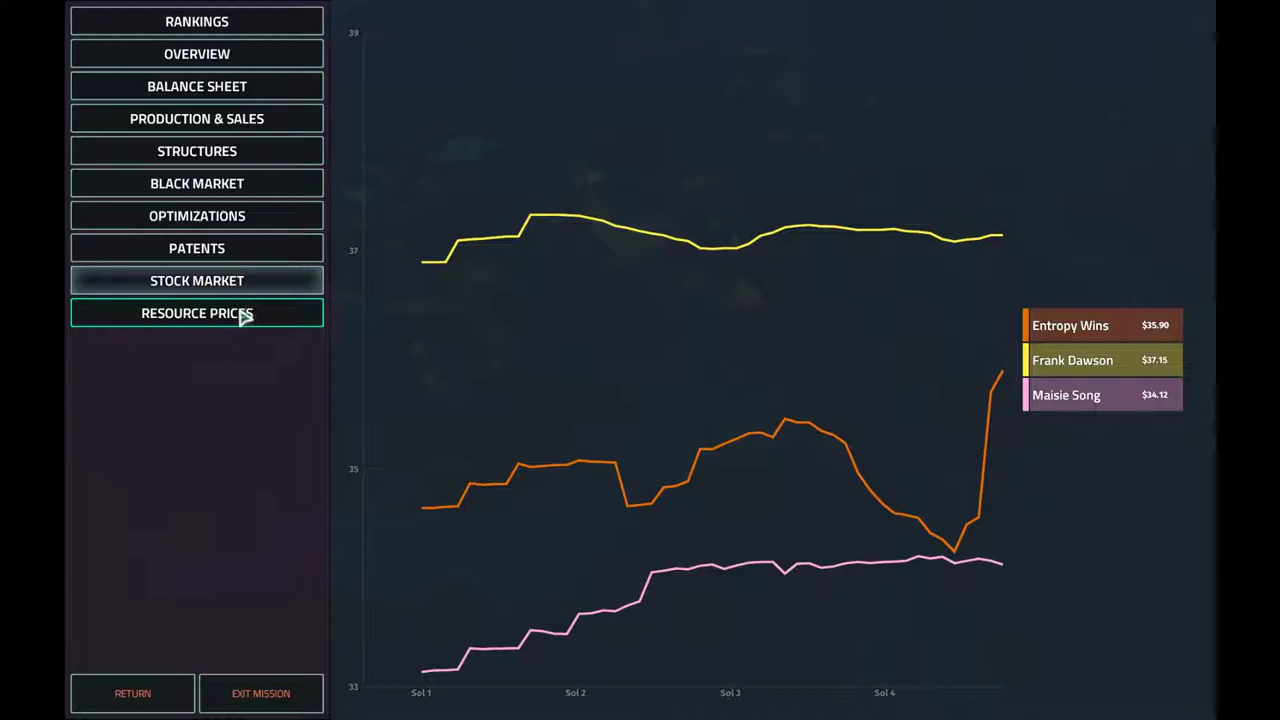 RANKINGS
OVERVIEW
BALANCE SHEET
PRODUCTION & SALES
STRUCTURES
BLACK MARKET
OPTIMIZATIONS
PATENTS
STOCK MARKET
RESOURCE PRICES
RETURN
EXIT MISSION
39
37
35
33
Sol 1
Sol 2
Sol 3
Sol 4
Entropy Wins $35.90
Frank Dawson $37.15
Maisie Song $34.12